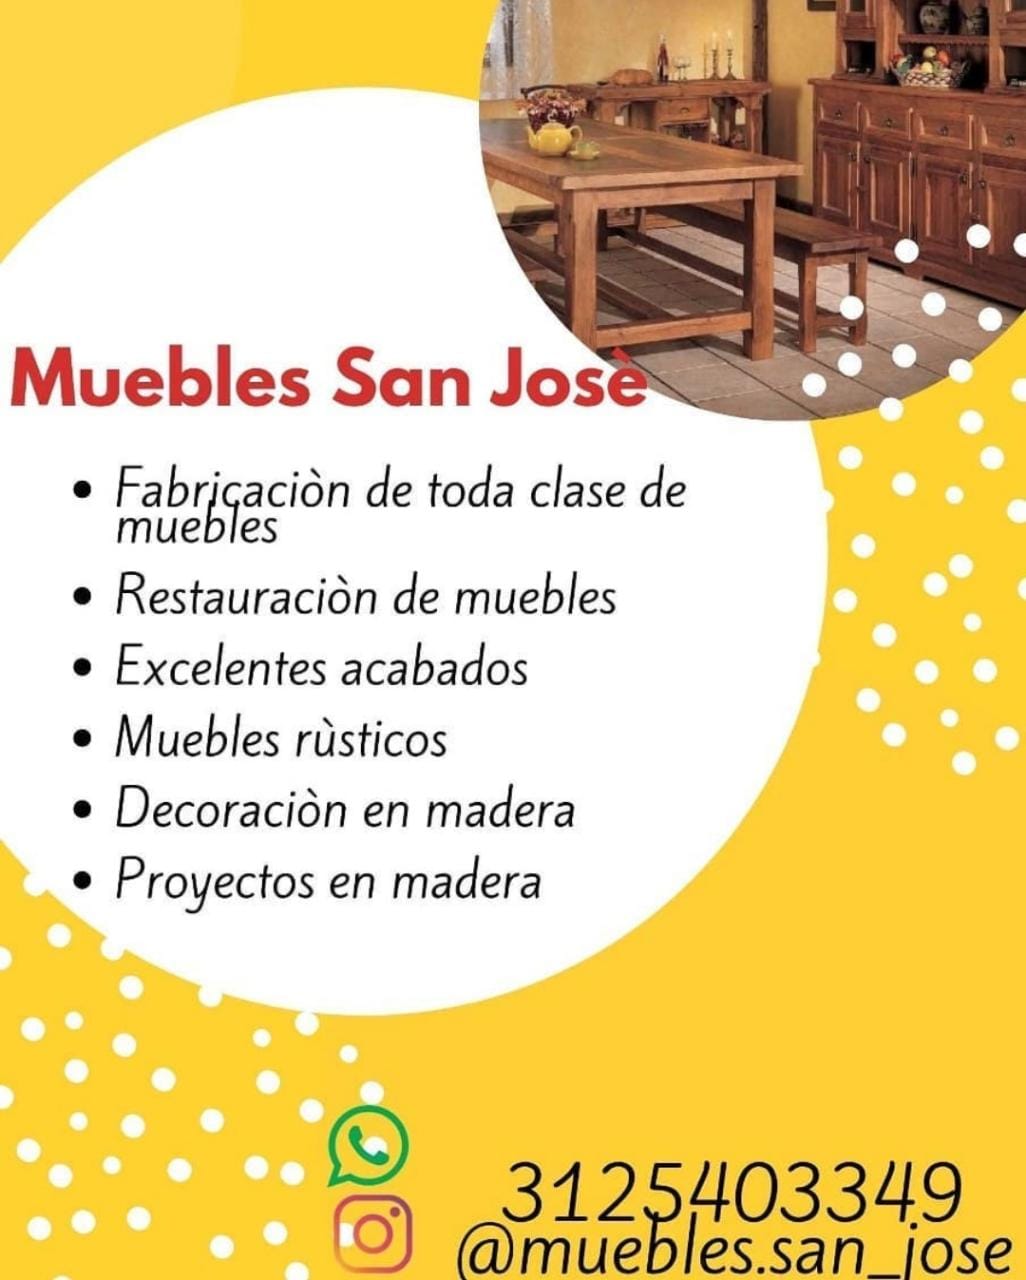 Muebles San Josè
• Fabricaciòn de toda clase de
muebles
• Restauraciòn de muebles
• Excelentes acabados
• Muebles rùsticos
• Decoraciòn en madera
• Proyectos en madera
3125403349
@muebles.san_jose